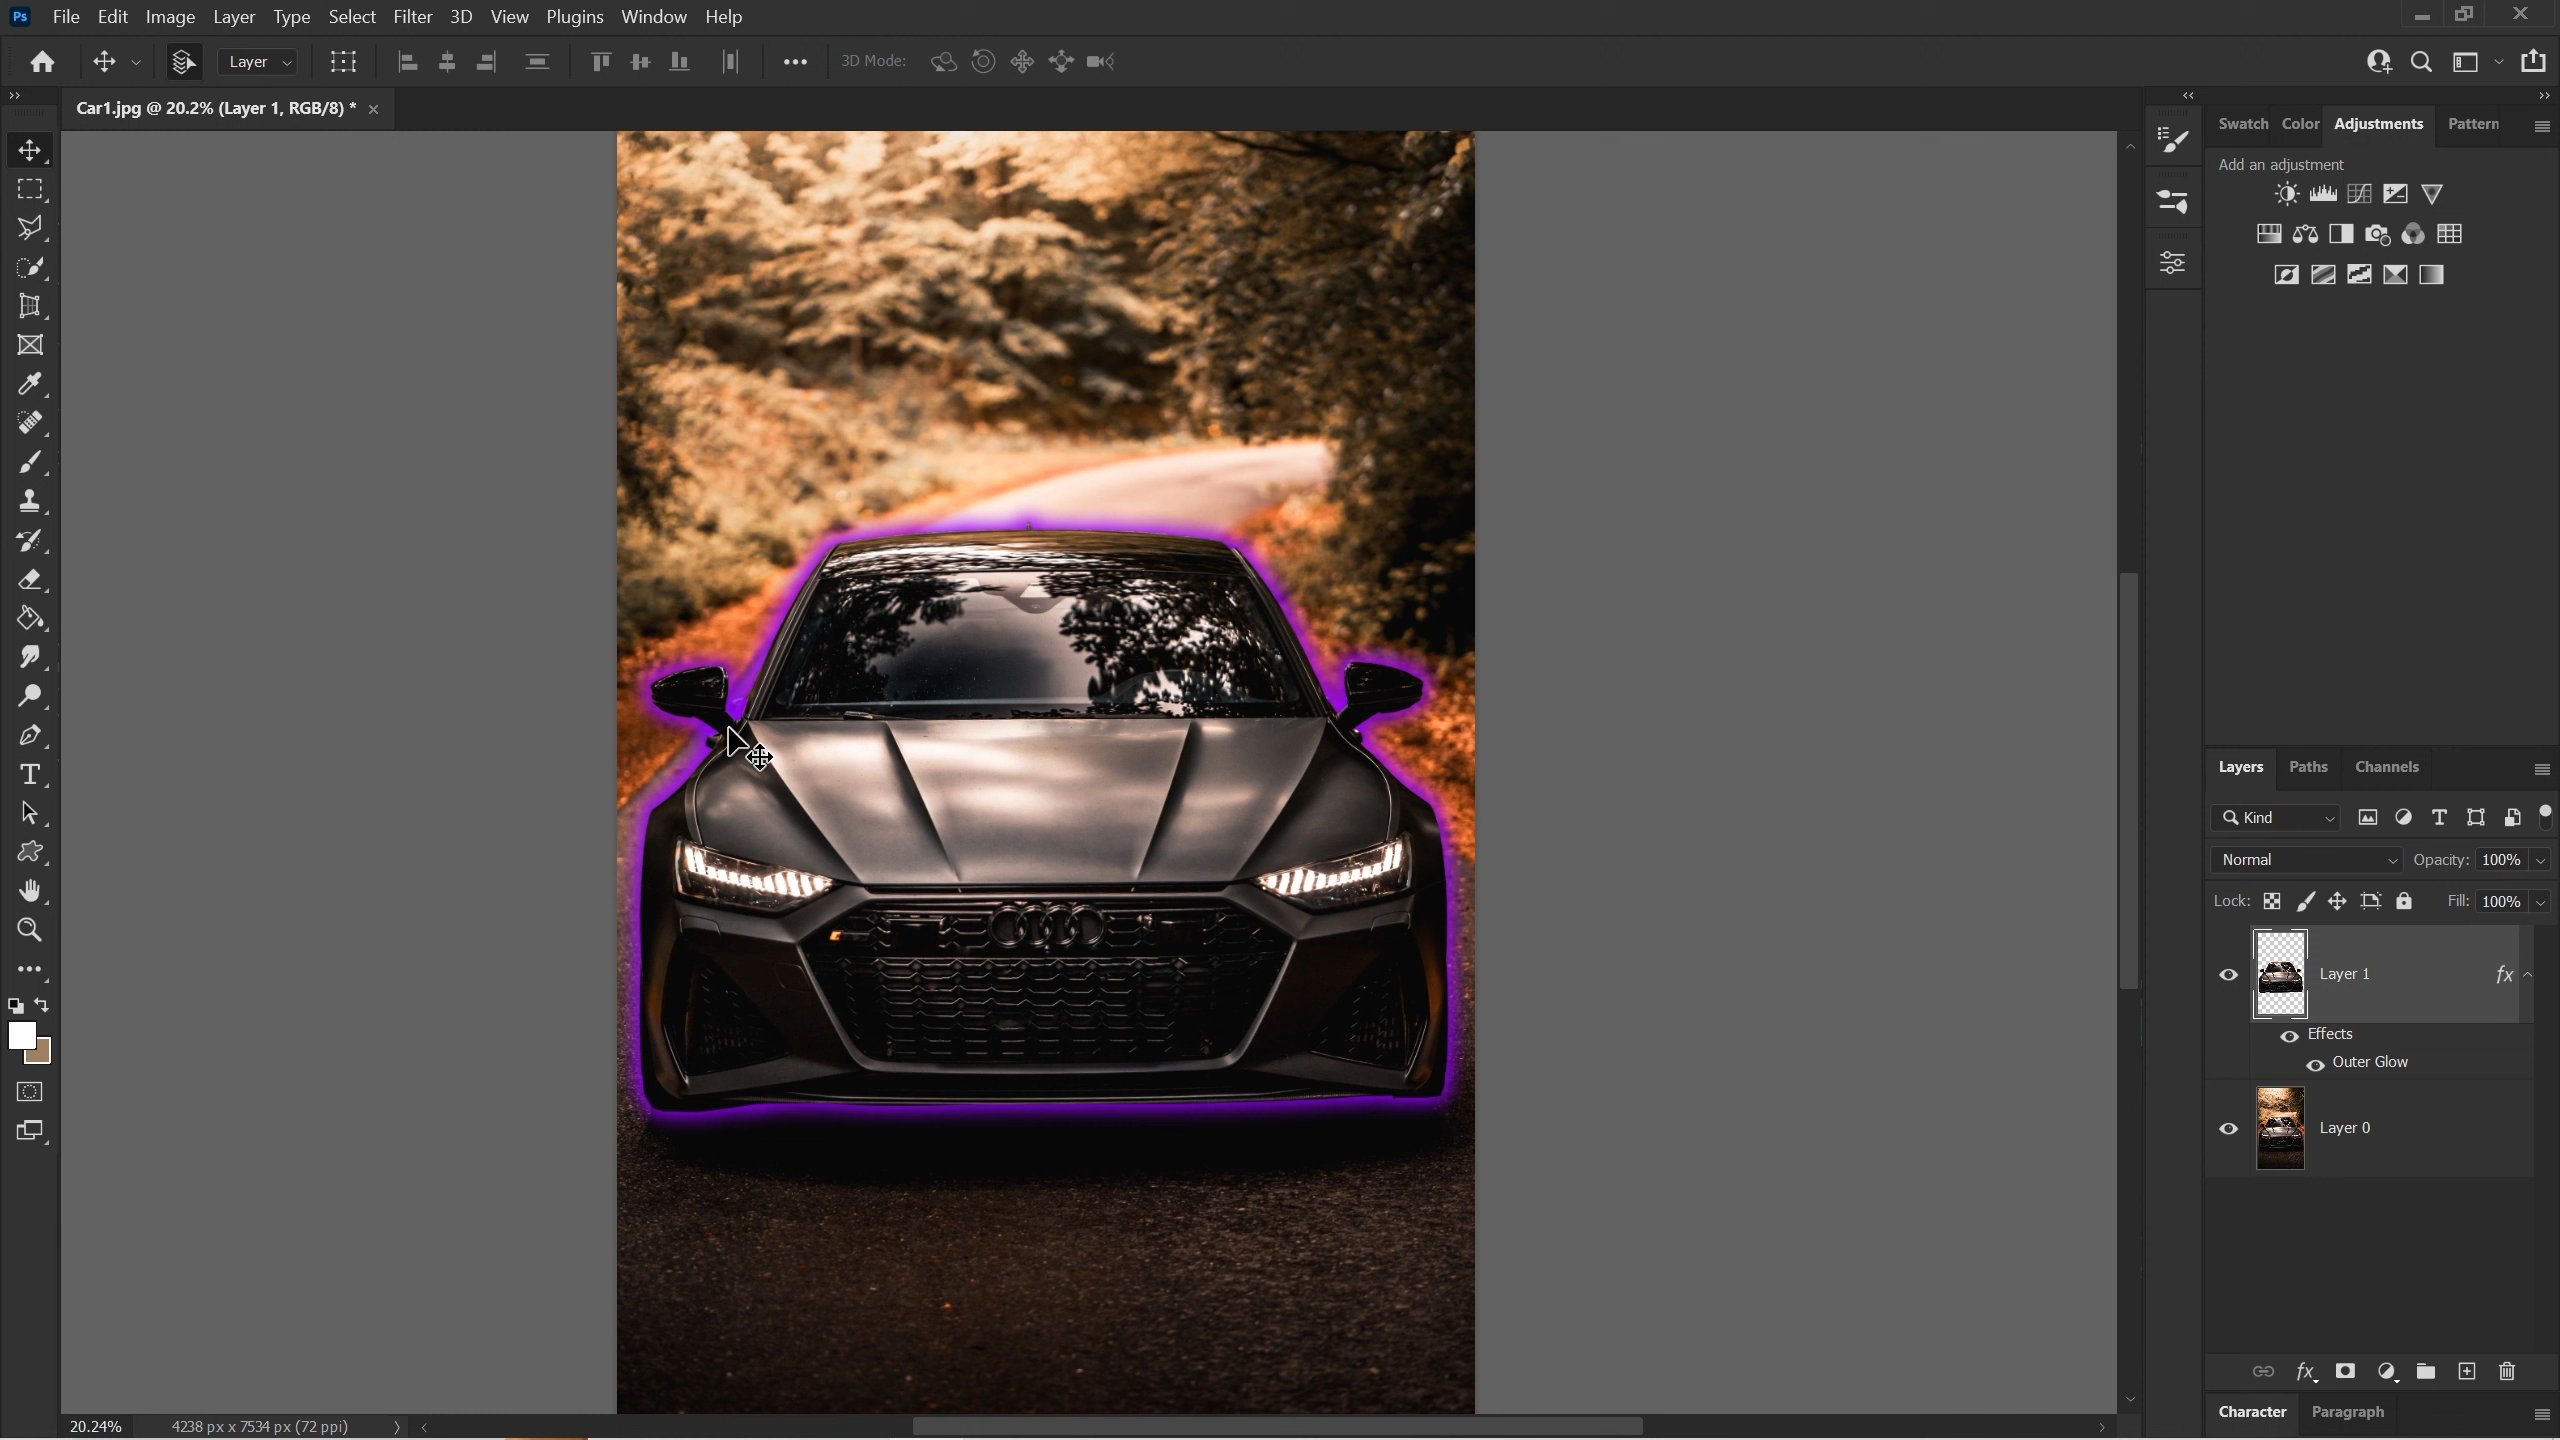 Ps File Edit Image Layer Type Select Filter 3D View Plugins Window Help
Layer 3D Mode:
Car1.jpg @ 20.2% (Layer 1, RGB/8) *
Swatch Color Adjustments Pattern
Add an adjustment
Layers Paths Channels
Kind
Normal Opacity: 100%
Lock: Fill: 100%
Layer 1 fx
Effects
Outer Glow
Layer 0
fx
Character Paragraph
20.24% 4238 px x 7534 px (72 ppi)